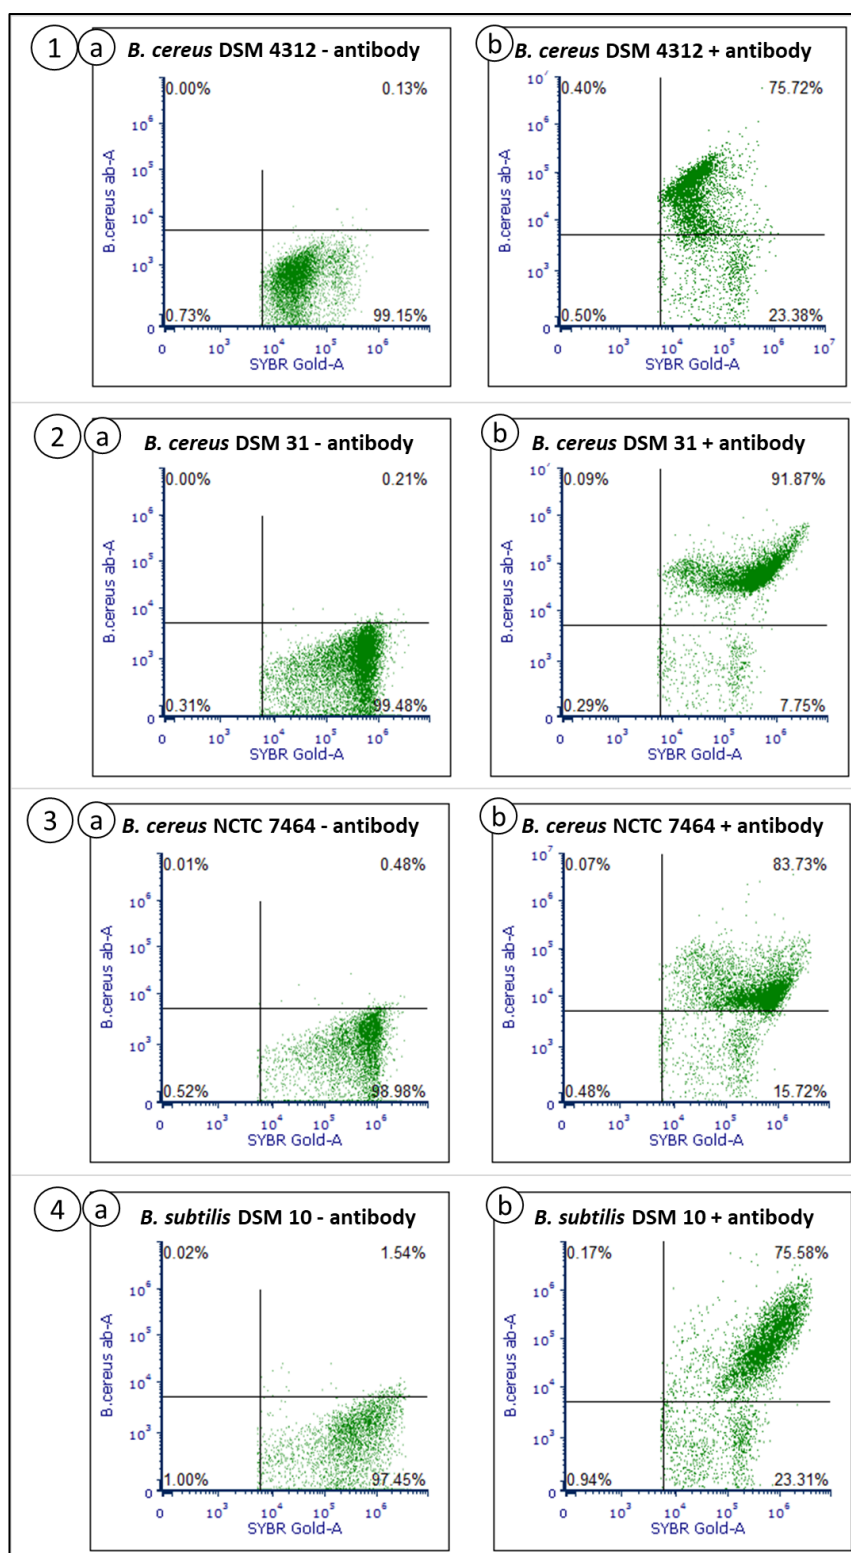 1 a B. cereus DSM 4312 - antibody
0.00% 0.13%
10^6
10^5
10^4
10^3
0
B.cereus ab-A
0.73% 99.15%
0 10^3 10^4 10^5 10^6
SYBR Gold-A
b B. cereus DSM 4312 + antibody
10^7
0.40% 75.72%
10^6
10^5
10^4
10^3
0
B.cereus ab-A
0.50% 23.38%
0 10^3 10^4 10^5 10^6 10^7
SYBR Gold-A
2 a B. cereus DSM 31 - antibody
0.00% 0.21%
10^6
10^5
10^4
10^3
0
B.cereus ab-A
0.31% 99.48%
0 10^3 10^4 10^5 10^6
SYBR Gold-A
b B. cereus DSM 31 + antibody
10^7
0.09% 91.87%
10^6
10^5
10^4
10^3
0
B.cereus ab-A
0.29% 7.75%
0 10^3 10^4 10^5 10^6
SYBR Gold-A
3 a B. cereus NCTC 7464 - antibody
0.01% 0.48%
10^6
10^5
10^4
10^3
0
B.cereus ab-A
0.52% 98.98%
0 10^3 10^4 10^5 10^6
SYBR Gold-A
b B. cereus NCTC 7464 + antibody
10^7
0.07% 83.73%
10^6
10^5
10^4
10^3
0
B.cereus ab-A
0.48% 15.72%
0 10^3 10^4 10^5 10^6
SYBR Gold-A
4 a B. subtilis DSM 10 - antibody
0.02% 1.54%
10^6
10^5
10^4
10^3
0
B.cereus ab-A
1.00% 97.45%
0 10^3 10^4 10^5 10^6
SYBR Gold-A
b B. subtilis DSM 10 + antibody
0.17% 75.58%
10^6
10^5
10^4
10^3
0
B.cereus ab-A
0.94% 23.31%
0 10^3 10^4 10^5 10^6
SYBR Gold-A